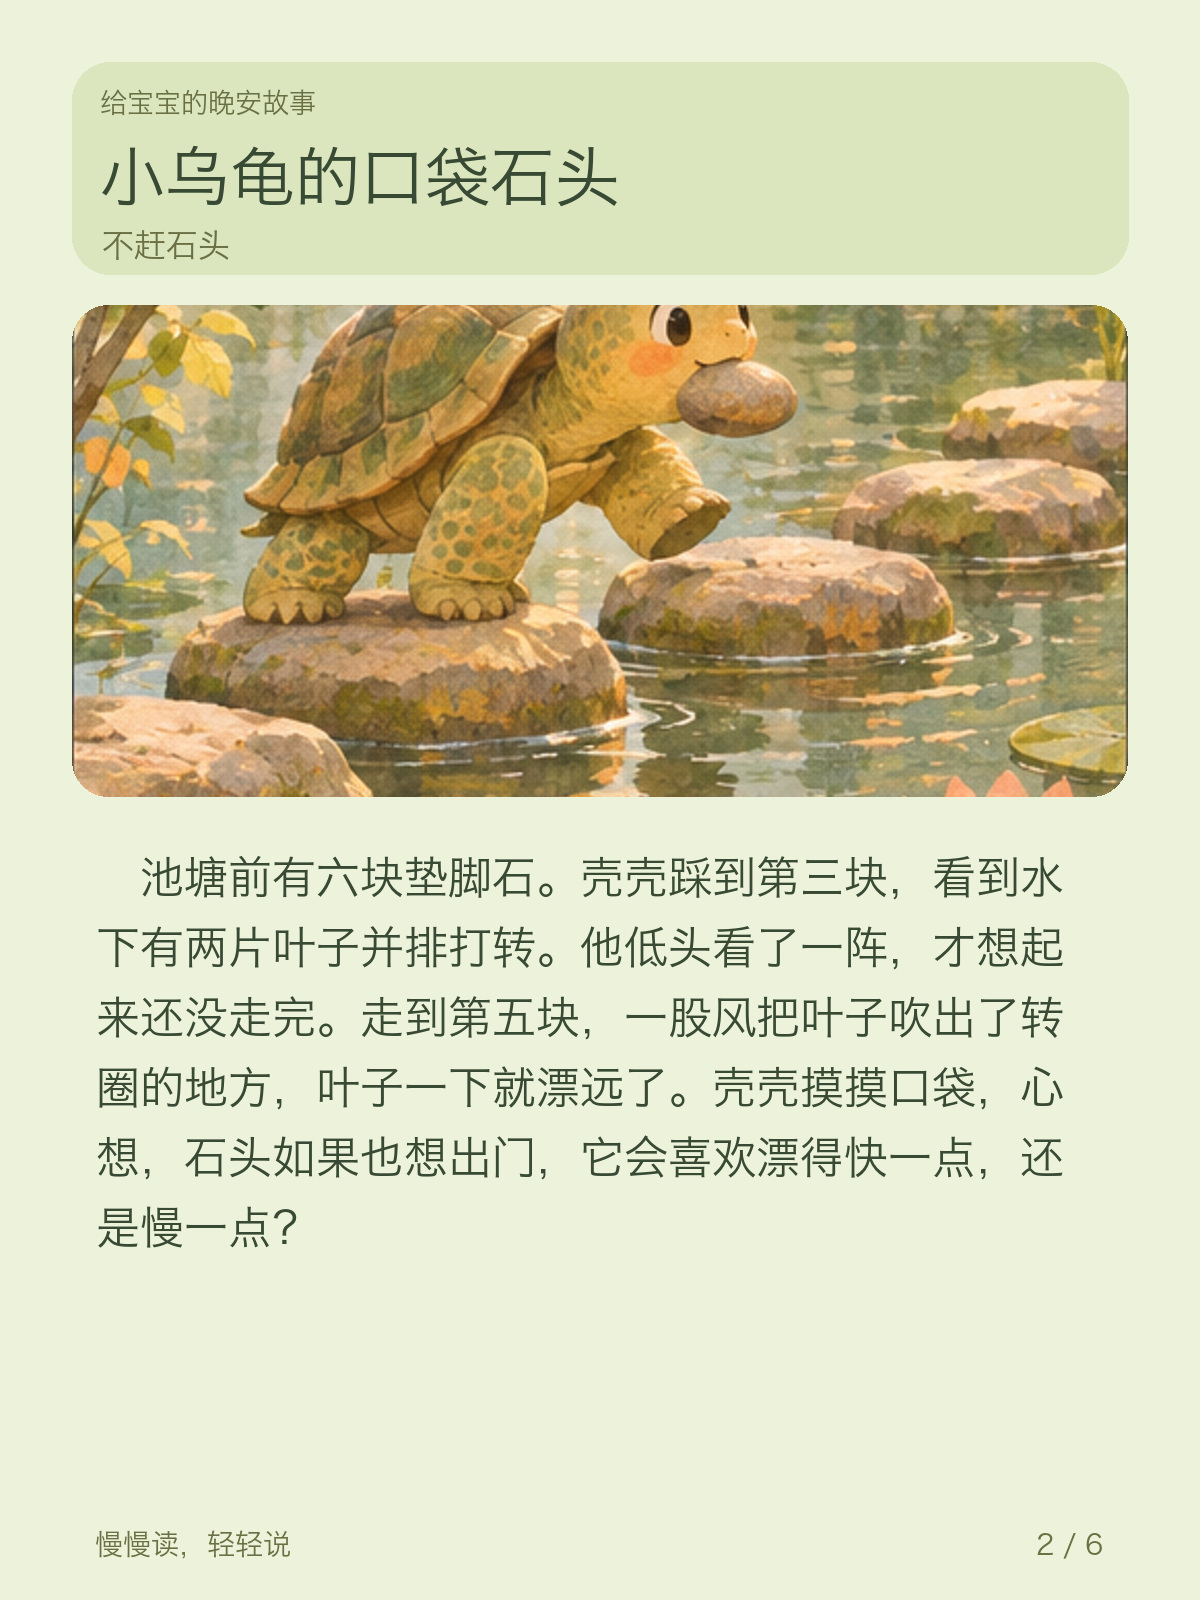 给宝宝的晚安故事
小乌龟的口袋石头
不赶石头
池塘前有六块垫脚石。壳壳踩到第三块，看到水
下有两片叶子并排打转。他低头看了一阵，才想起
来还没走完。走到第五块，一股风把叶子吹出了转
圈的地方，叶子一下就漂远了。壳壳摸摸口袋，心
想，石头如果也想出门，它会喜欢漂得快一点，还
是慢一点？
慢慢读，轻轻说
2 / 6